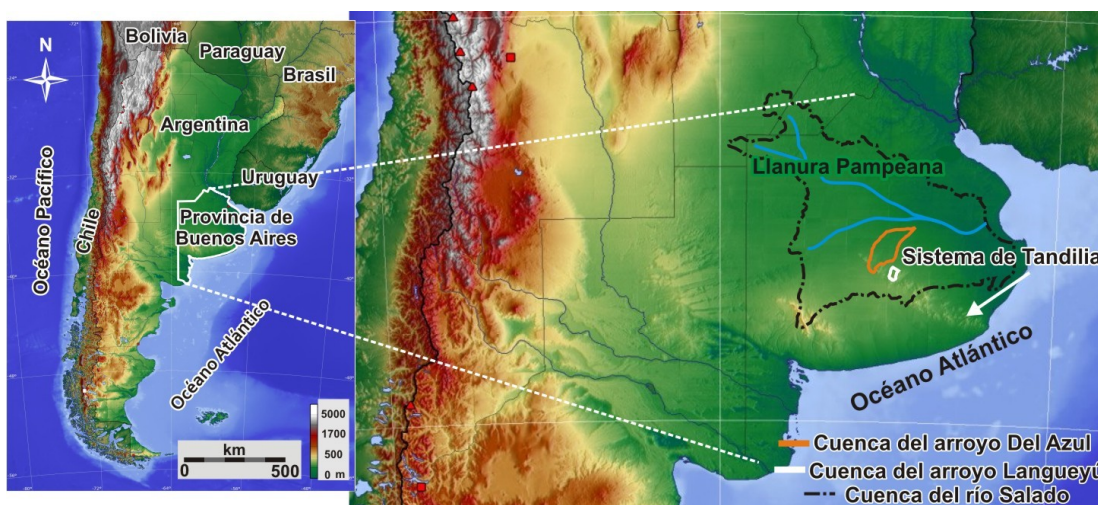 Bolivia
Paraguay
N
Brasil
Argentina
Océano Pacífico
Chile
Uruguay
Provincia de
Buenos Aires
Océano Atlántico
5000
1700
500
0 m
km
0 500
Llanura Pampeana
Sistema de Tandilia
Océano Atlántico
Cuenca del arroyo Del Azul
Cuenca del arroyo Langueyú
Cuenca del río Salado